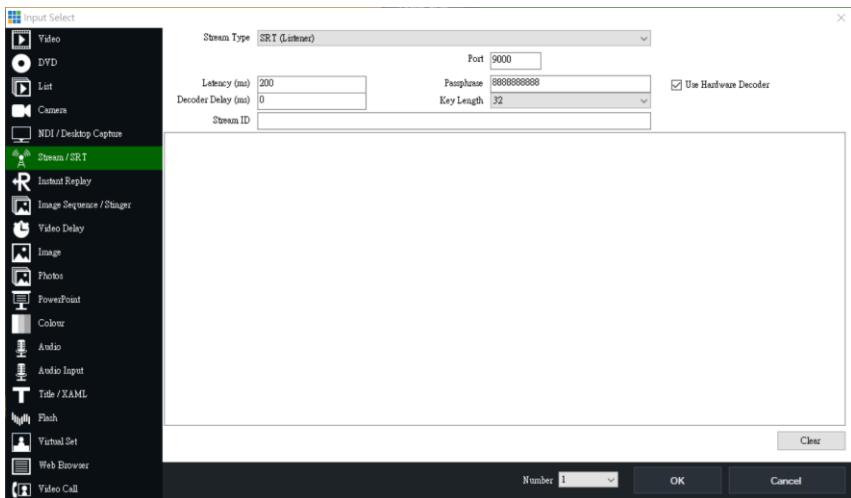 Input Select
Video
DVD
List
Camera
NDI / Desktop Capture
Stream / SRT
Instant Replay
Image Sequence / Stinger
Video Delay
Image
Photos
PowerPoint
Colour
Audio
Audio Input
Title / XAML
Flash
Virtual Set
Web Browser
Video Call
Stream Type SRT (Listener)
Port 9000
Latency (ms) 200 Passphrase 8888888888 Use Hardware Decoder
Decoder Delay (ms) 0 Key Length 32
Stream ID
Clear
Number 1 OK Cancel